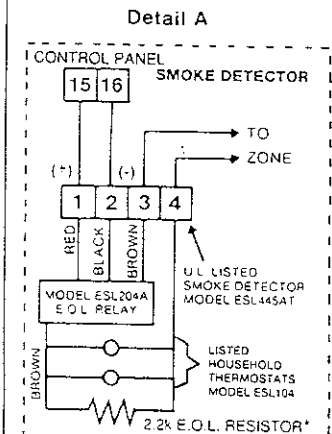 Detail A
CONTROL PANEL
SMOKE DETECTOR
15 16
TO
ZONE
(+) (-)
1 2 3 4
RED
BLACK
BROWN
U.L. LISTED
SMOKE DETECTOR
MODEL ESL445AT
MODEL ESL204A
E.O.L. RELAY
BROWN
LISTED
HOUSEHOLD
THERMOSTATS
MODEL ESL104
2.2k E.O.L. RESISTOR*